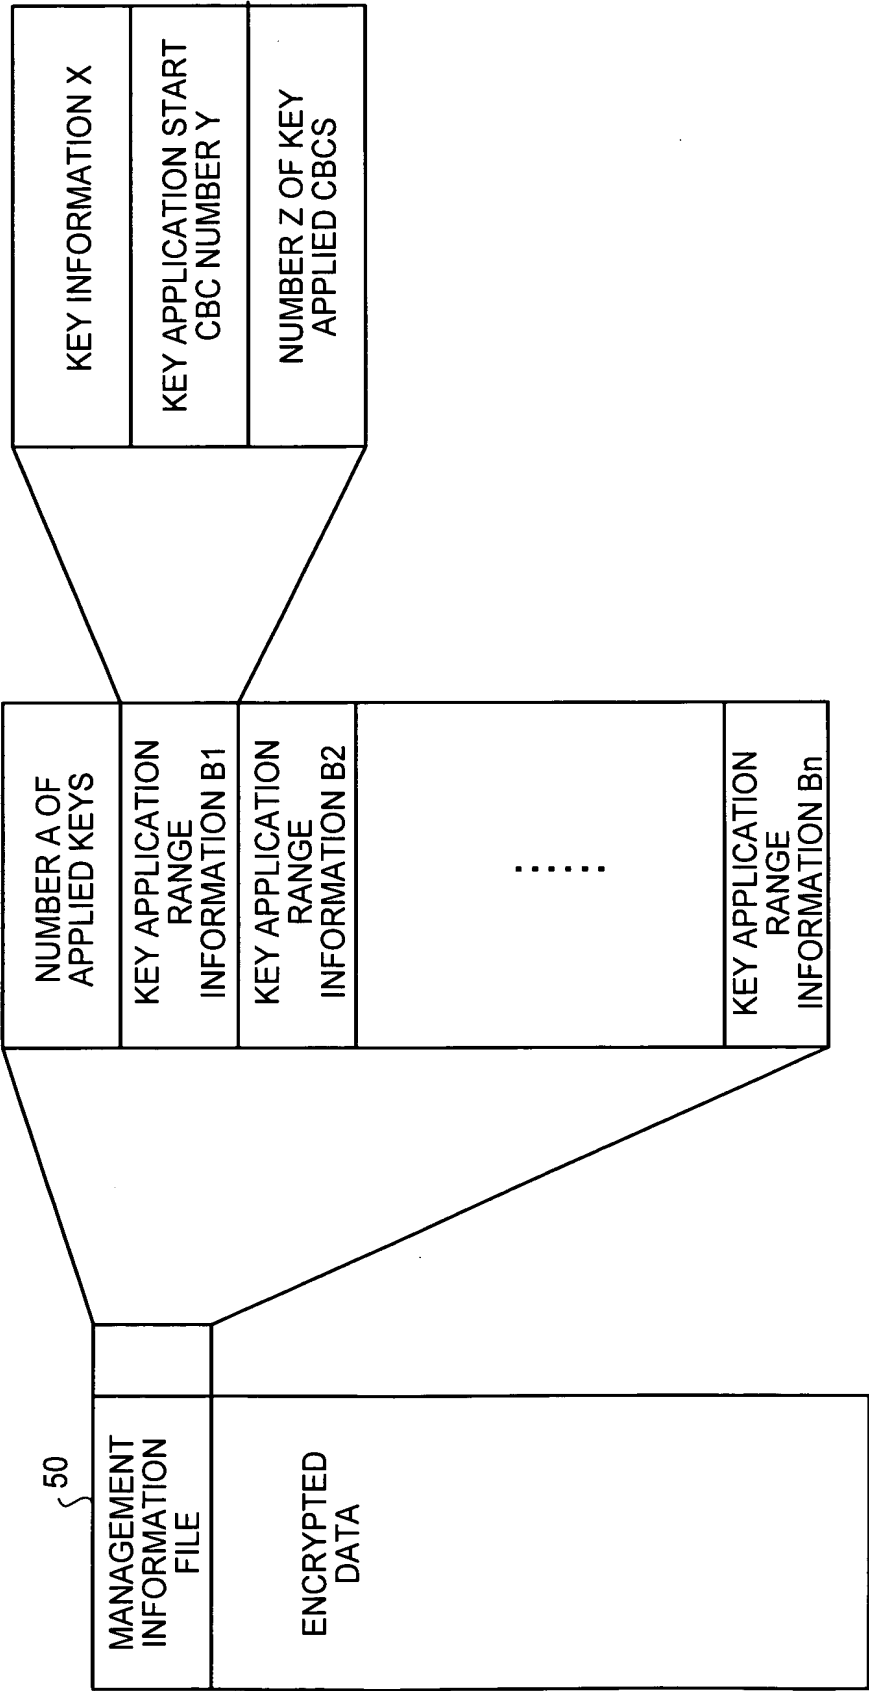 50
MANAGEMENT
INFORMATION
FILE
ENCRYPTED
DATA
NUMBER A OF
APPLIED KEYS
KEY APPLICATION
RANGE
INFORMATION B1
KEY APPLICATION
RANGE
INFORMATION B2
......
KEY APPLICATION
RANGE
INFORMATION Bn
KEY INFORMATION X
KEY APPLICATION START
CBC NUMBER Y
NUMBER Z OF KEY
APPLIED CBCS